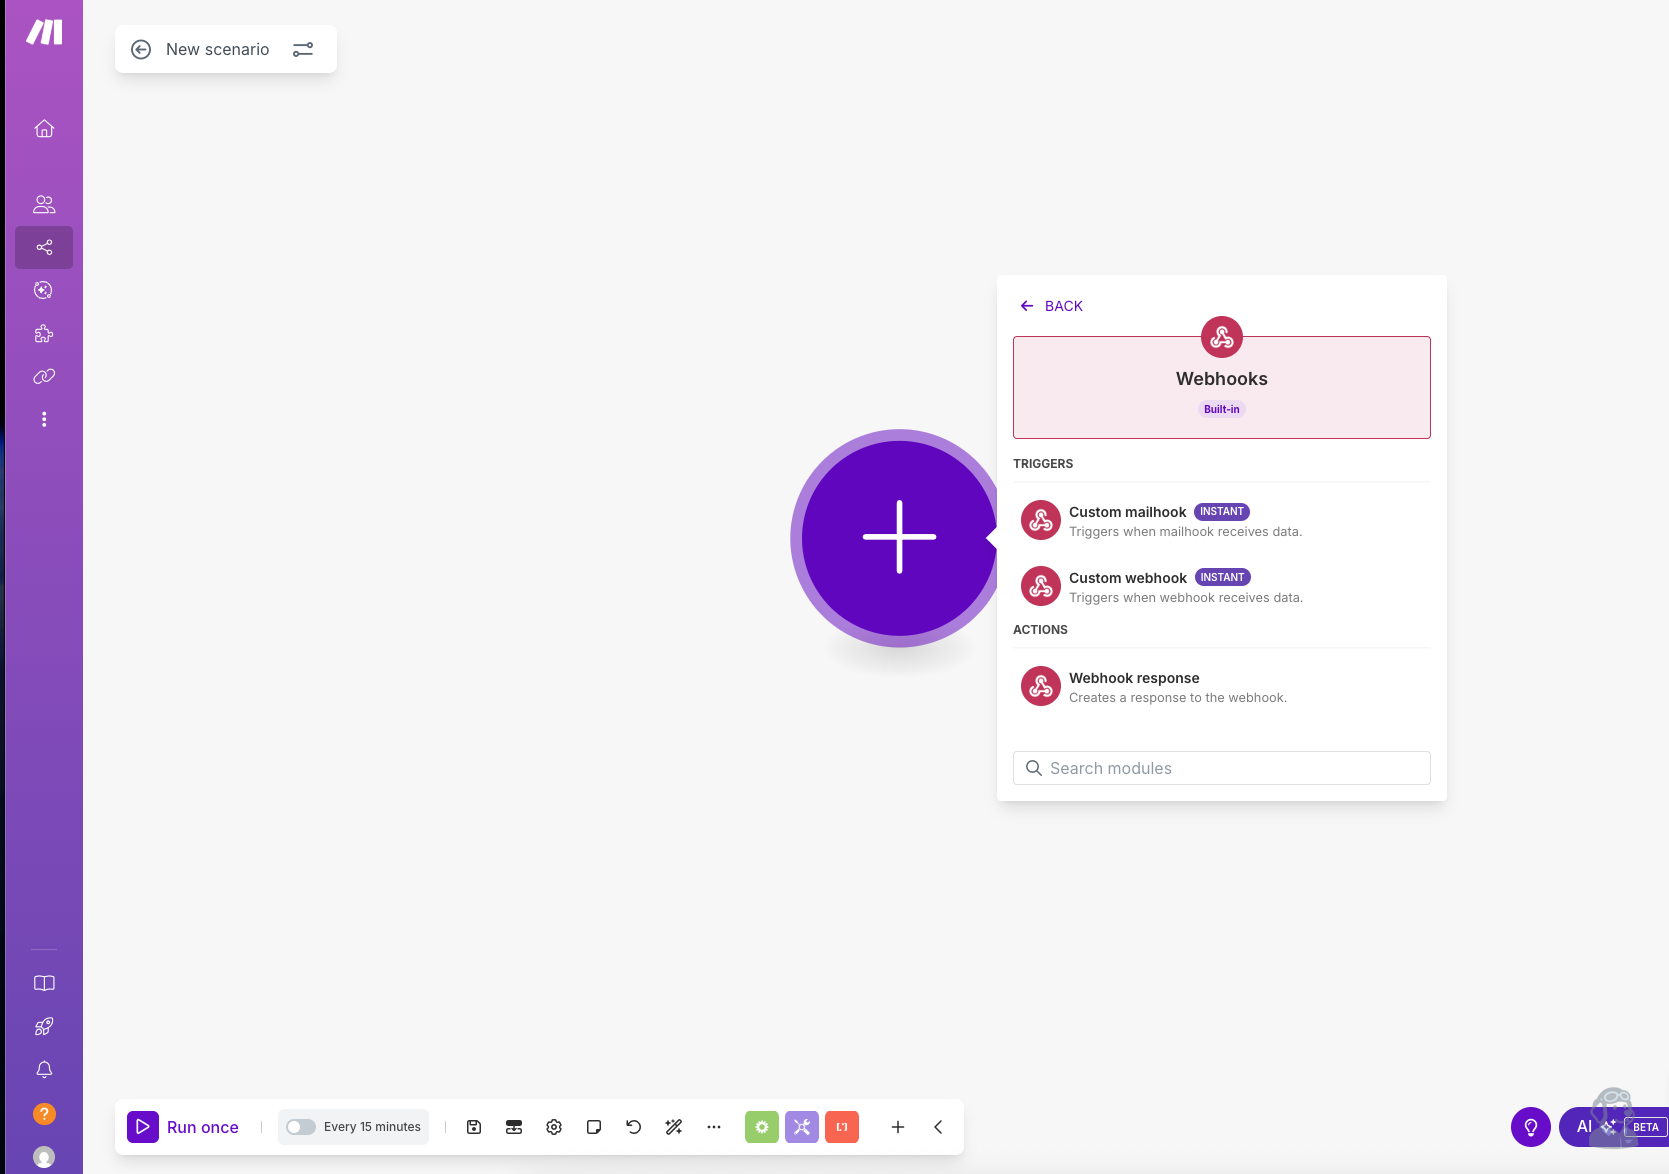 New scenario
BACK
Webhooks
Built-in
TRIGGERS
Custom mailhook INSTANT
Triggers when mailhook receives data.
Custom webhook INSTANT
Triggers when webhook receives data.
ACTIONS
Webhook response
Creates a response to the webhook.
Search modules
?
Run once
Every 15 minutes
AI BETA